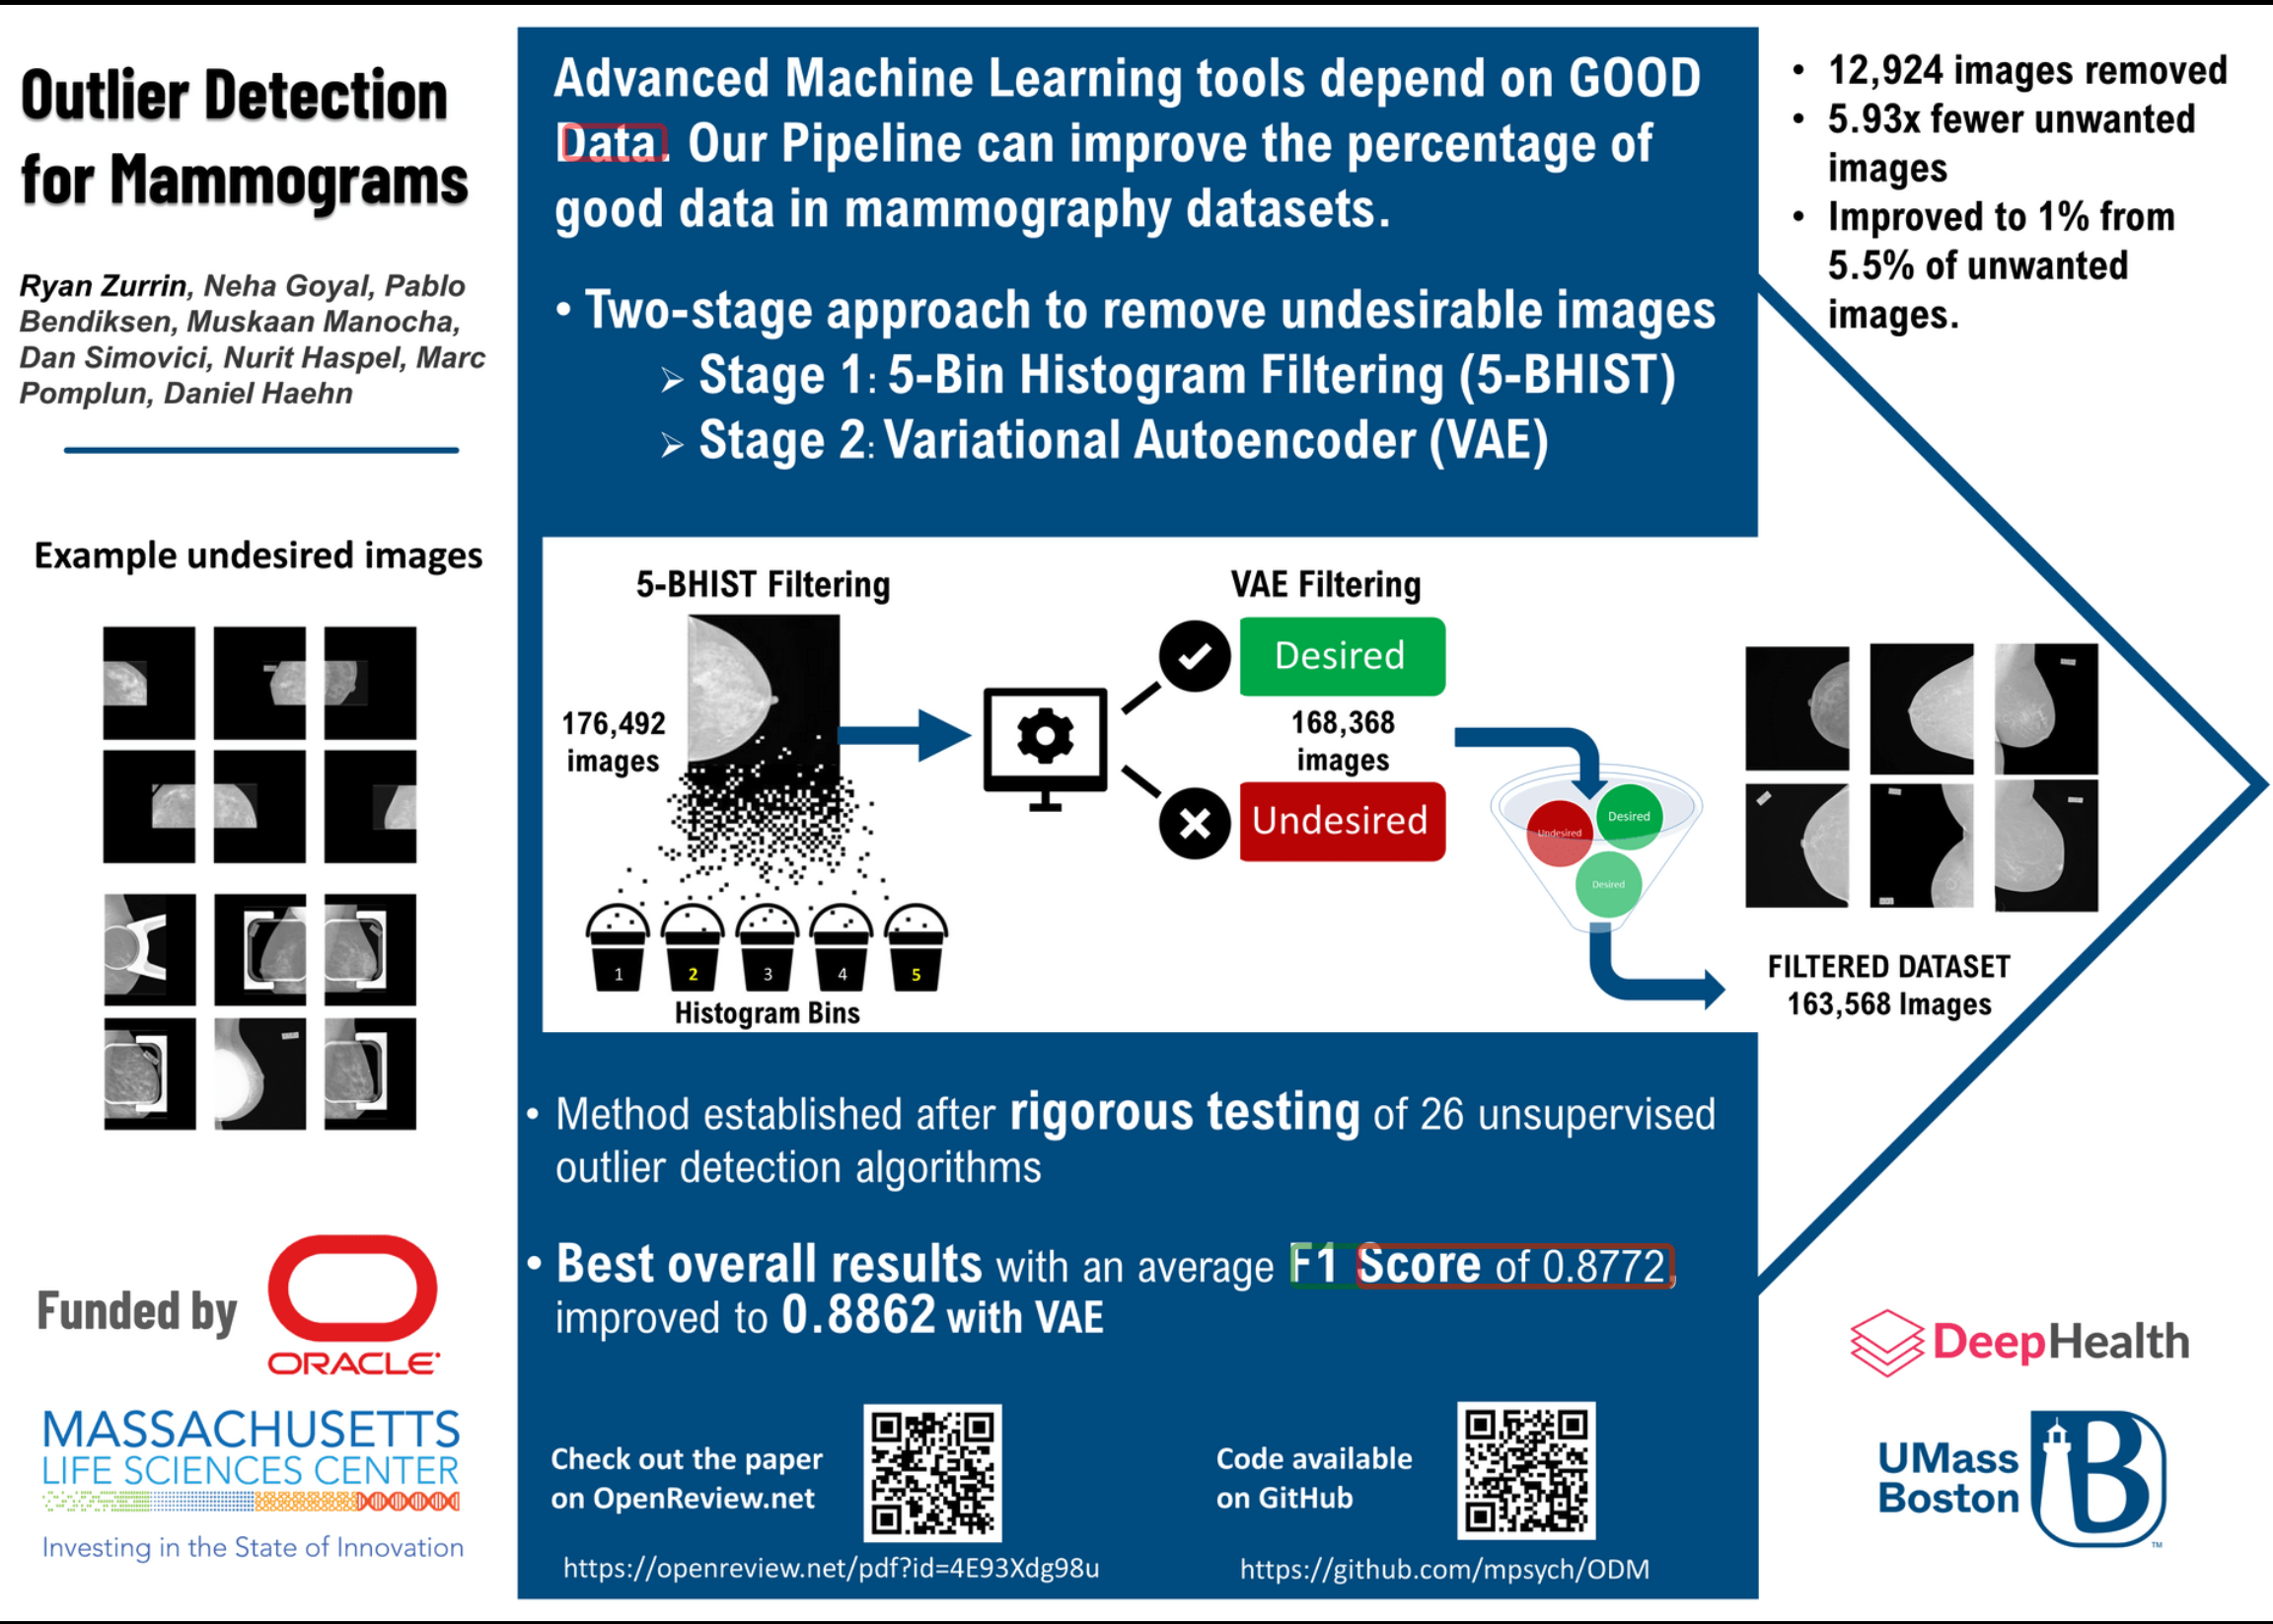 Outlier Detection
for Mammograms
Ryan Zurrin, Neha Goyal, Pablo
Bendiksen, Muskaan Manocha,
Dan Simovici, Nurit Haspel, Marc
Pomplun, Daniel Haehn
Example undesired images
Funded by
ORACLE
MASSACHUSETTS
LIFE SCIENCES CENTER
Investing in the State of Innovation
Advanced Machine Learning tools depend on GOOD
Data. Our Pipeline can improve the percentage of
good data in mammography datasets.
• Two-stage approach to remove undesirable images
➢ Stage 1: 5-Bin Histogram Filtering (5-BHIST)
➢ Stage 2: Variational Autoencoder (VAE)
5-BHIST Filtering
176,492
images
1 2 3 4 5
Histogram Bins
VAE Filtering
Desired
168,368
images
Undesired
Undesired
Desired
Desired
• Method established after rigorous testing of 26 unsupervised
outlier detection algorithms
• Best overall results with an average F1 Score of 0.8772,
improved to 0.8862 with VAE
Check out the paper
on OpenReview.net
https://openreview.net/pdf?id=4E93Xdg98u
Code available
on GitHub
https://github.com/mpsych/ODM
• 12,924 images removed
• 5.93x fewer unwanted
images
• Improved to 1% from
5.5% of unwanted
images.
FILTERED DATASET
163,568 Images
DeepHealth
UMass
Boston
B
TM